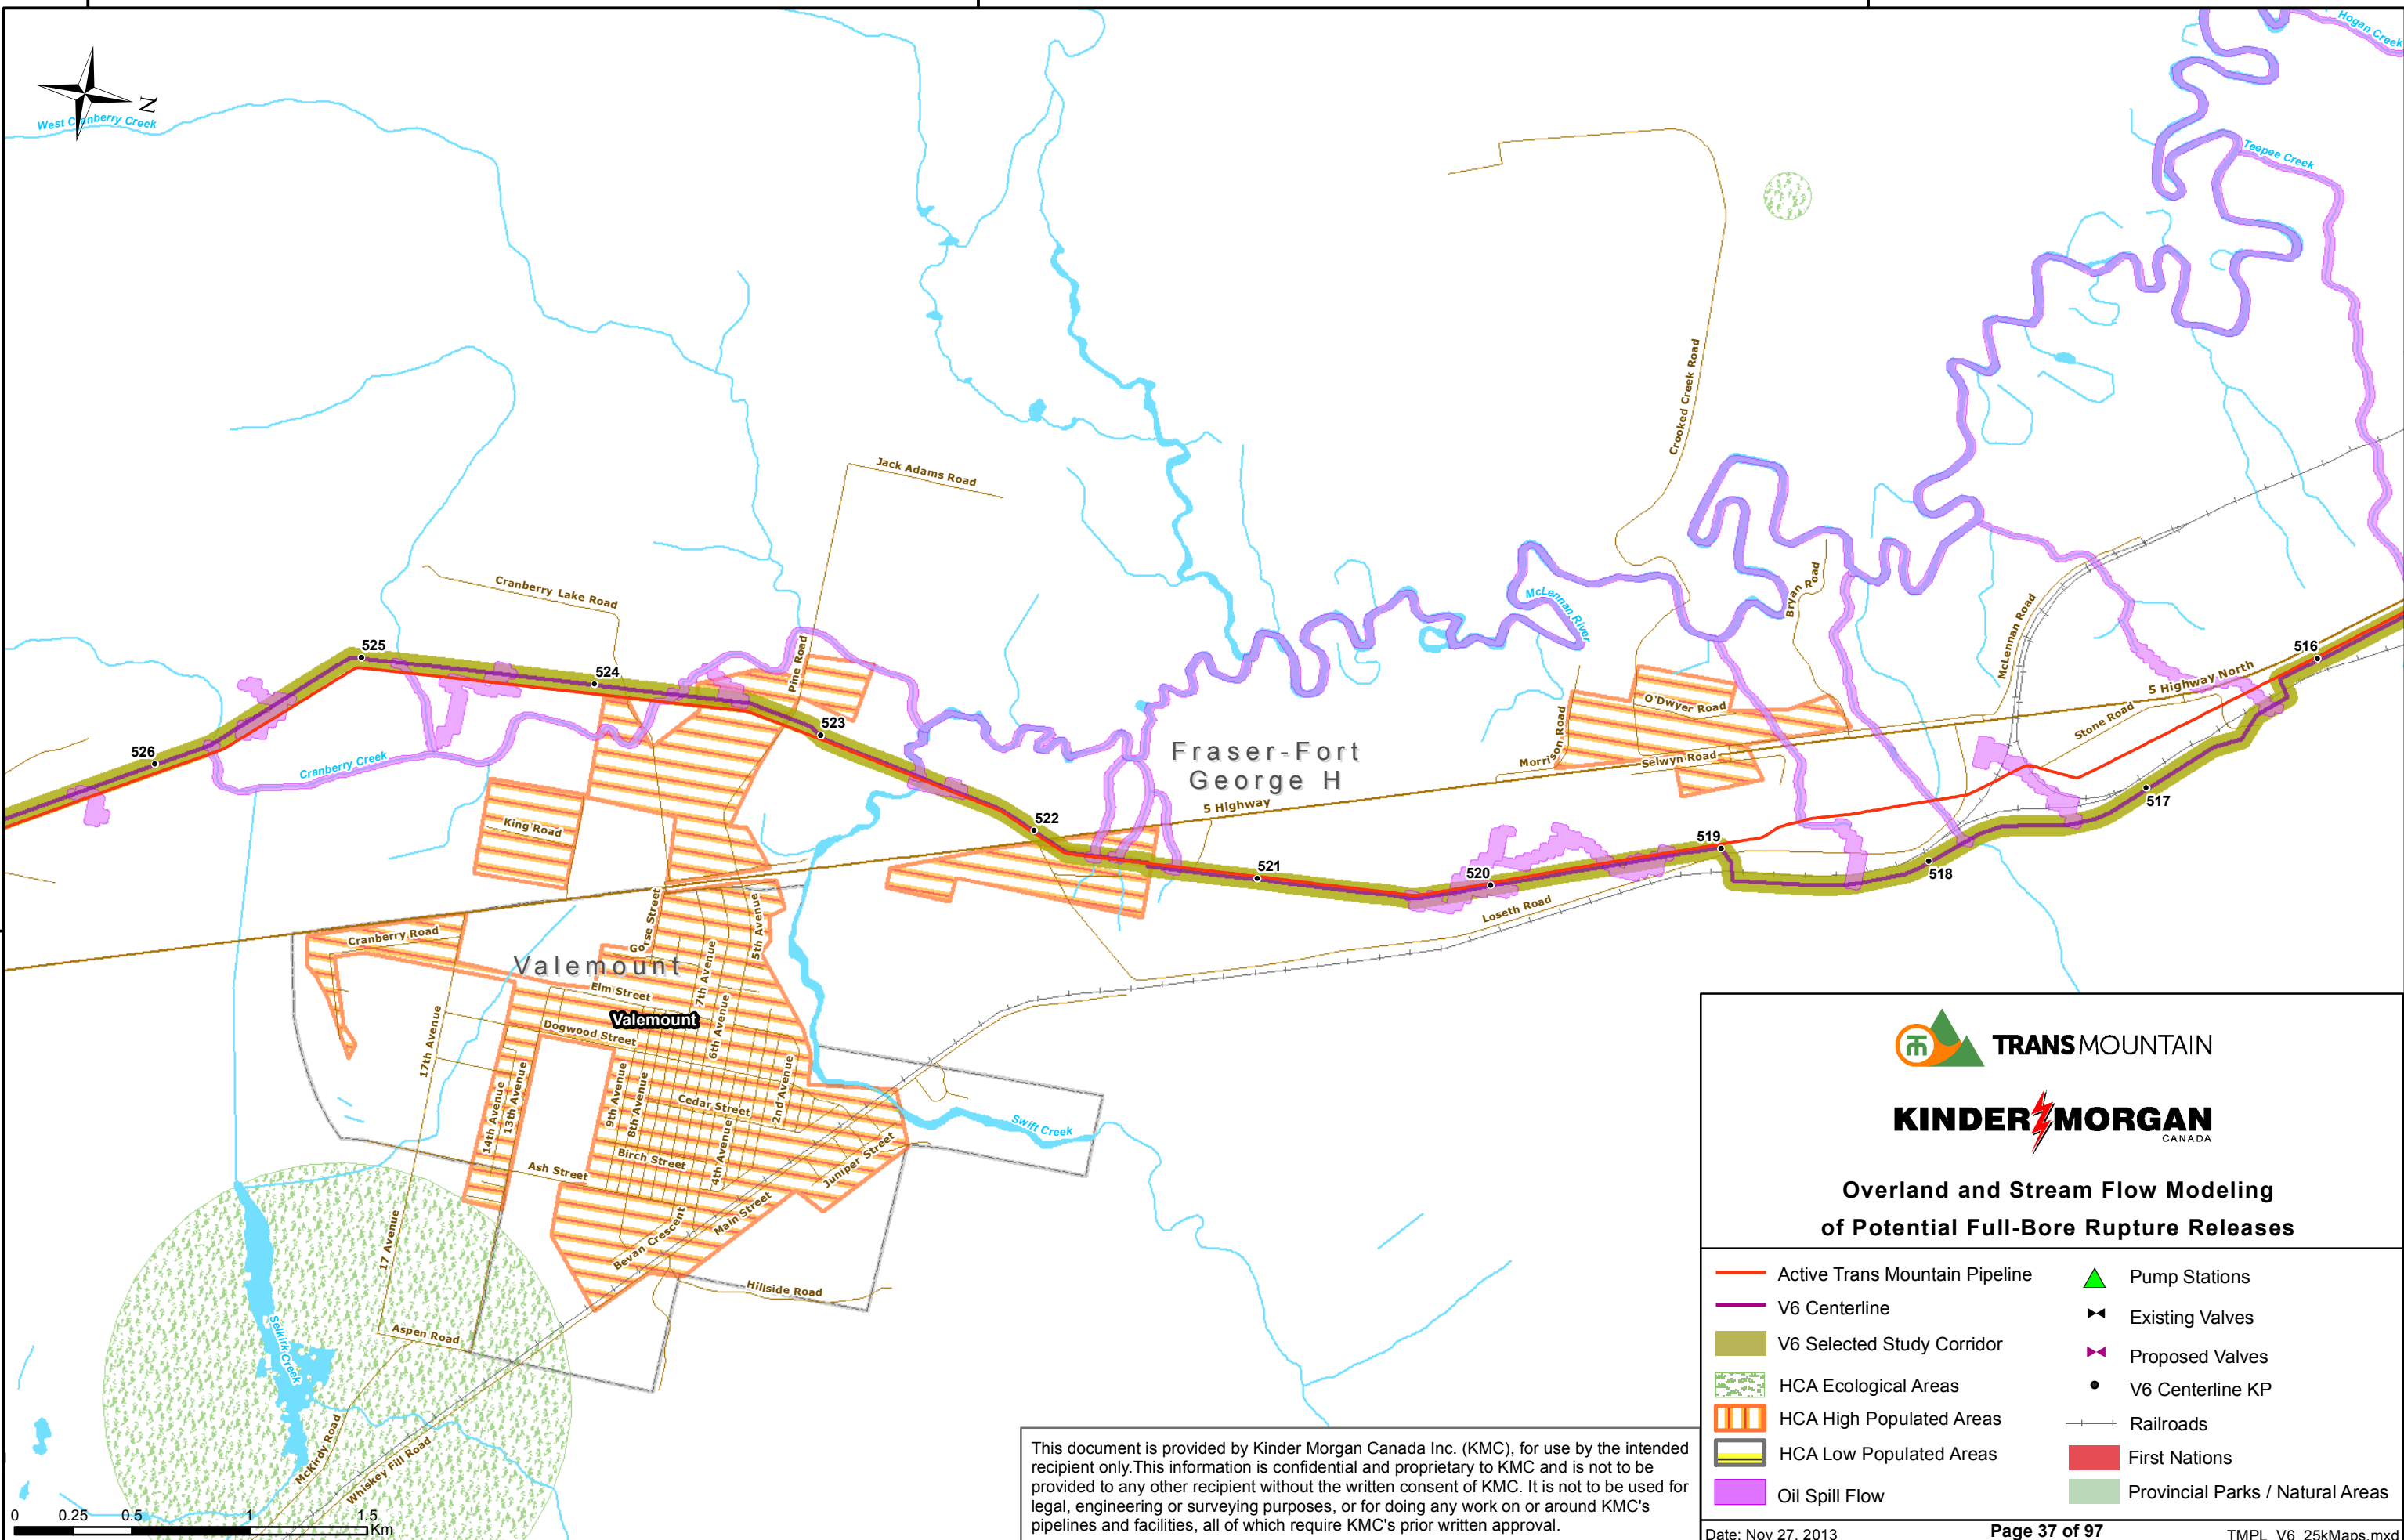 Hogan Creek
N
West Cranberry Creek
Teepee Creek
Crooked Creek Road
Jack Adams Road
Cranberry Lake Road
McLennan River
Bryan Road
McLennan Road
Pine Road
525
524
523
526
516
5 Highway North
Stone Road
O'Dwyer Road
Morrison Road
Selwyn Road
Fraser-Fort
George H
Cranberry Creek
5 Highway
517
522
King Road
519
518
521
520
Loseth Road
Gorse Street
5th Avenue
Cranberry Road
Valemount
7th Avenue
Elm Street
Valemount
Dogwood Street
6th Avenue
17th Avenue
2nd Avenue
14th Avenue
13th Avenue
9th Avenue
8th Avenue
Cedar Street
4th Avenue
Swift Creek
Juniper Street
Birch Street
Ash Street
Main Street
Bevan Crescent
17 Avenue
Hillside Road
Aspen Road
Selkirk Creek
McKirdy Road
Whiskey Fill Road
0 0.25 0.5 1 1.5
Km
This document is provided by Kinder Morgan Canada Inc. (KMC), for use by the intended
recipient only.This information is confidential and proprietary to KMC and is not to be
provided to any other recipient without the written consent of KMC. It is not to be used for
legal, engineering or surveying purposes, or for doing any work on or around KMC's
pipelines and facilities, all of which require KMC's prior written approval.
TRANSMOUNTAIN
KINDER MORGAN
CANADA
Overland and Stream Flow Modeling
of Potential Full-Bore Rupture Releases
Active Trans Mountain Pipeline
V6 Centerline
V6 Selected Study Corridor
HCA Ecological Areas
HCA High Populated Areas
HCA Low Populated Areas
Oil Spill Flow
Pump Stations
Existing Valves
Proposed Valves
V6 Centerline KP
Railroads
First Nations
Provincial Parks / Natural Areas
Date: Nov 27, 2013
Page 37 of 97
TMPL_V6_25kMaps.mxd